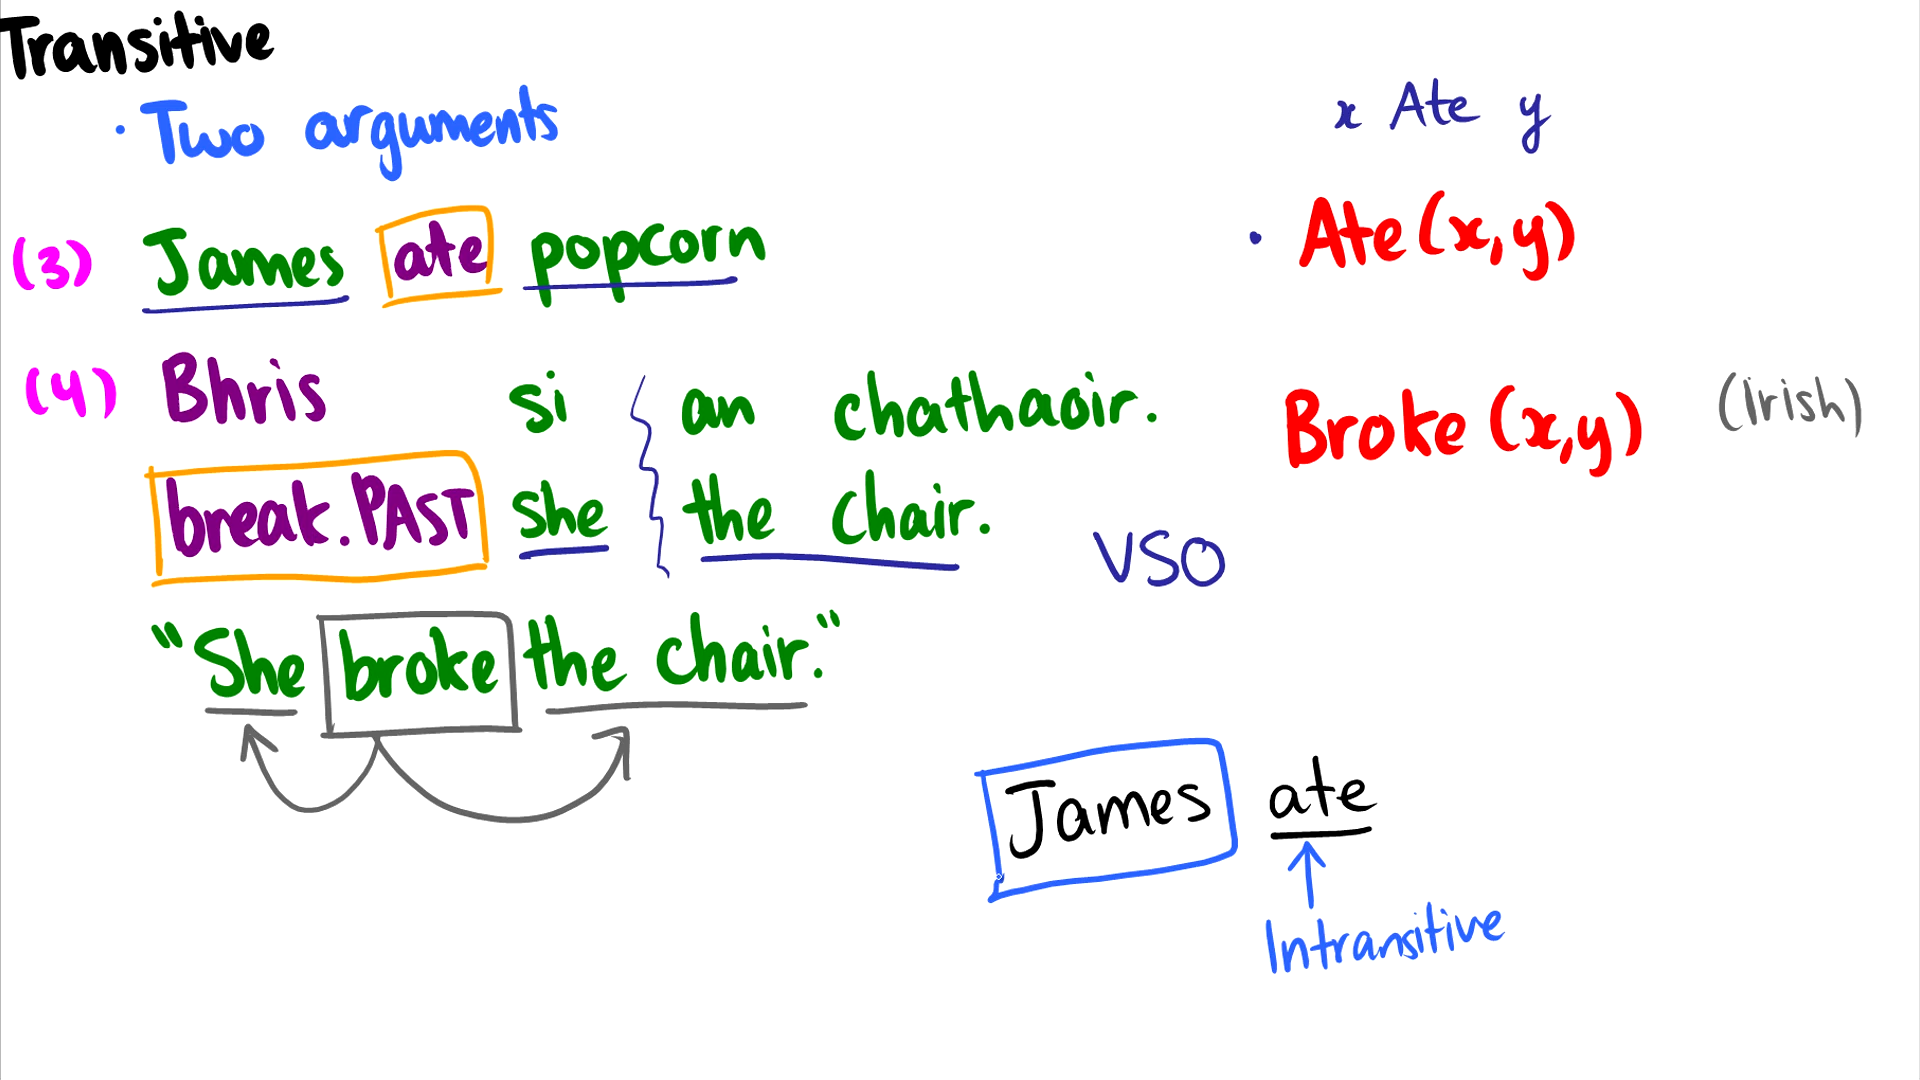 Transitive
· Two arguments
x Ate y
(3) James ate popcorn
· Ate(x,y)
(4) Bhris si an chathaoir.
Broke (x,y) (Irish)
break.PAST she the chair.
VSO
"She broke the chair."
James ate
Intransitive